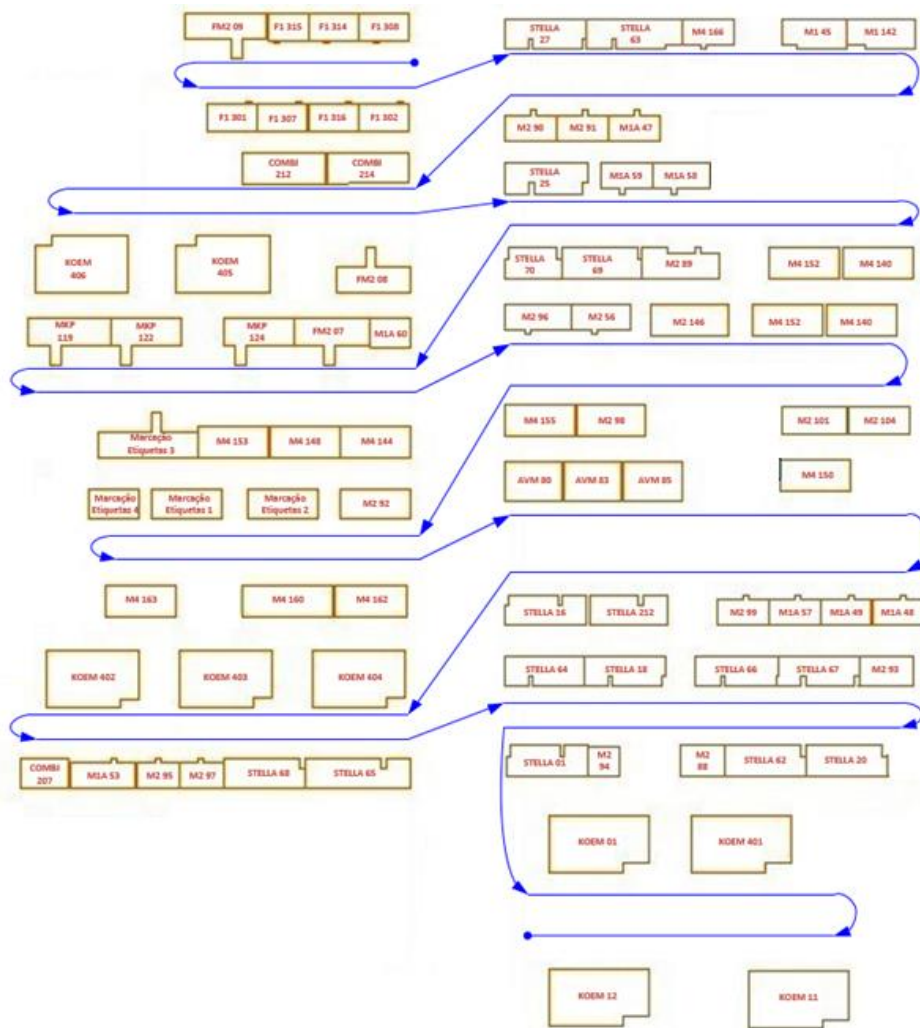 FM2 09 F1 315 F1 314 F1 308
STELLA
27
STELLA
63
M4 166 M1 45 M1 142
F1 301 F1 307 F1 316 F1 302
M2 90 M2 91 M1A 47
COMBI
212
COMBI
214
STELLA
25
M1A 59 M1A 58
KOEM
406
KOEM
405
FM2 08
STELLA
70
STELLA
69
M2 89 M4 152 M4 140
MKP
119
MKP
122
MKP
124
FM2 07 M1A 60
M2 96 M2 56 M2 146 M4 152 M4 140
Marcação
Etiquetas 3
M4 153 M4 148 M4 144
M4 155 M2 98 M2 101 M2 104
Marcação
Etiquetas 4
Marcação
Etiquetas 1
Marcação
Etiquetas 2
M2 92
AVM 80 AVM 83 AVM 85 M4 150
M4 163 M4 160 M4 162
STELLA 16 STELLA 212 M2 99 M1A 57 M1A 49 M1A 48
KOEM 402 KOEM 403 KOEM 404
STELLA 64 STELLA 18 STELLA 66 STELLA 67 M2 93
COMBI
207
M1A 53 M2 95 M2 97 STELLA 68 STELLA 65
STELLA 01
M2
94
M2
88
STELLA 62 STELLA 20
KOEM 01 KOEM 401
KOEM 12 KOEM 11